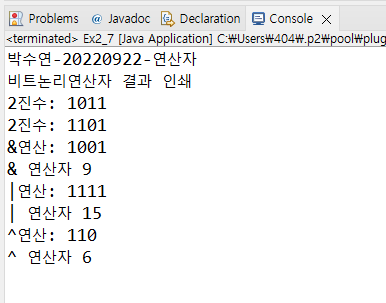 Problems @ Javadoc Declaration Console
<terminated> Ex2_7 [Java Application] C:₩Users₩404₩.p2₩pool₩plug
박수연-20220922-연산자
비트논리연산자 결과 인쇄
2진수: 1011
2진수: 1101
&연산: 1001
& 연산자 9
|연산: 1111
| 연산자 15
^연산: 110
^ 연산자 6